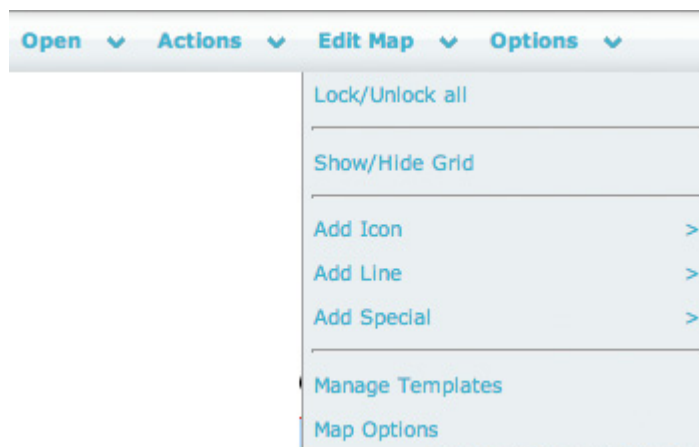 Open Actions Edit Map Options
Lock/Unlock all
Show/Hide Grid
Add Icon >
Add Line >
Add Special >
Manage Templates
Map Options